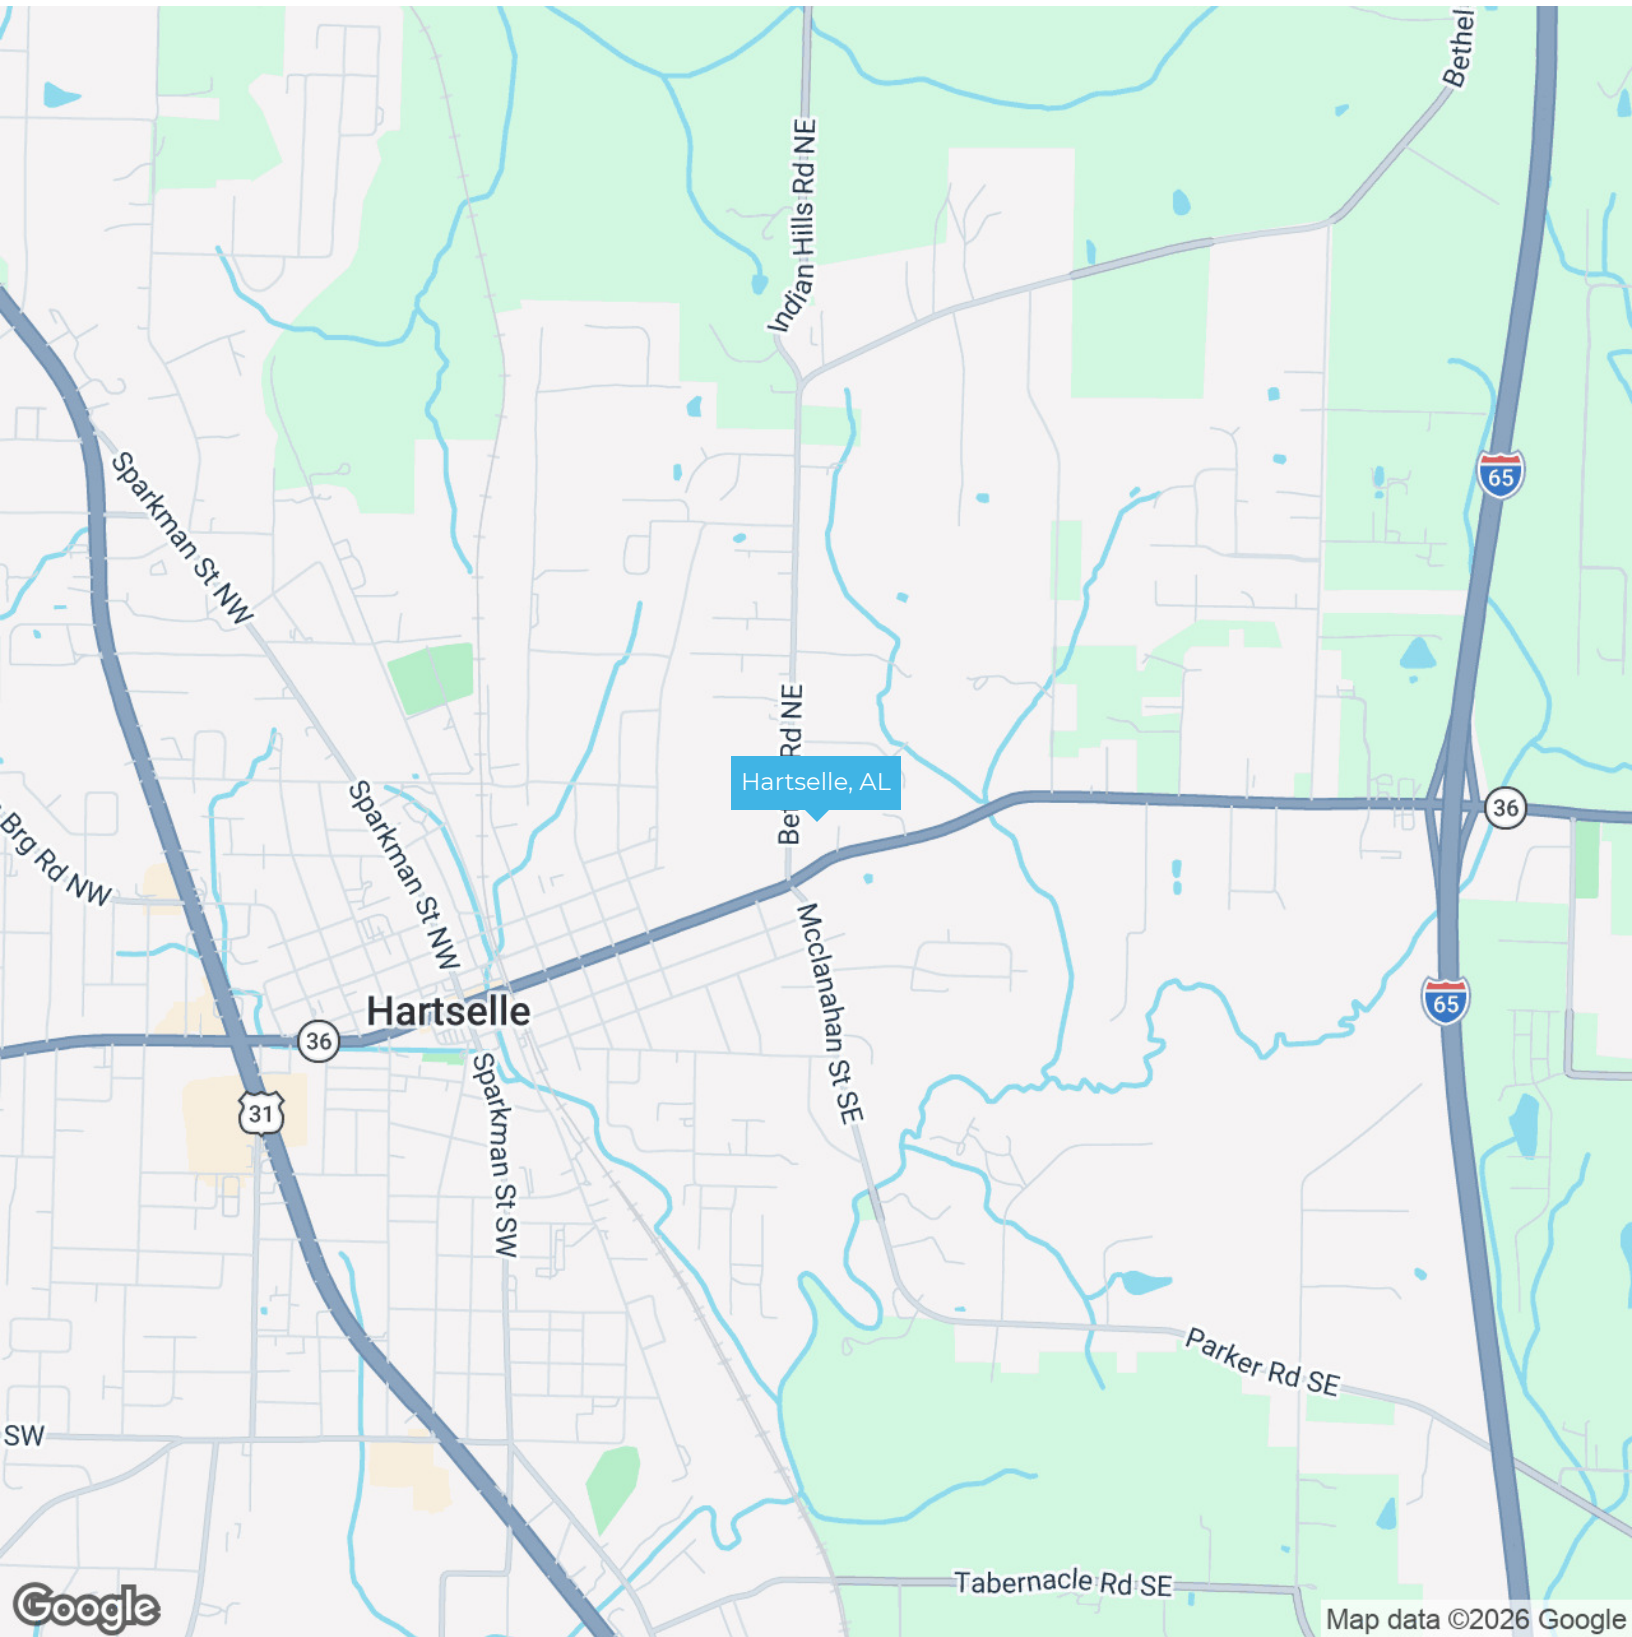 Bethel
Indian Hills Rd NE
65
Sparkman St NW
Rd NE
Hartselle, AL
36
Sparkman St NW
Brg Rd NW
Mcclanahan St SE
65
Hartselle
36
31
Sparkman St SW
Parker Rd SE
SW
Tabernacle Rd SE
Google
Map data ©2026 Google